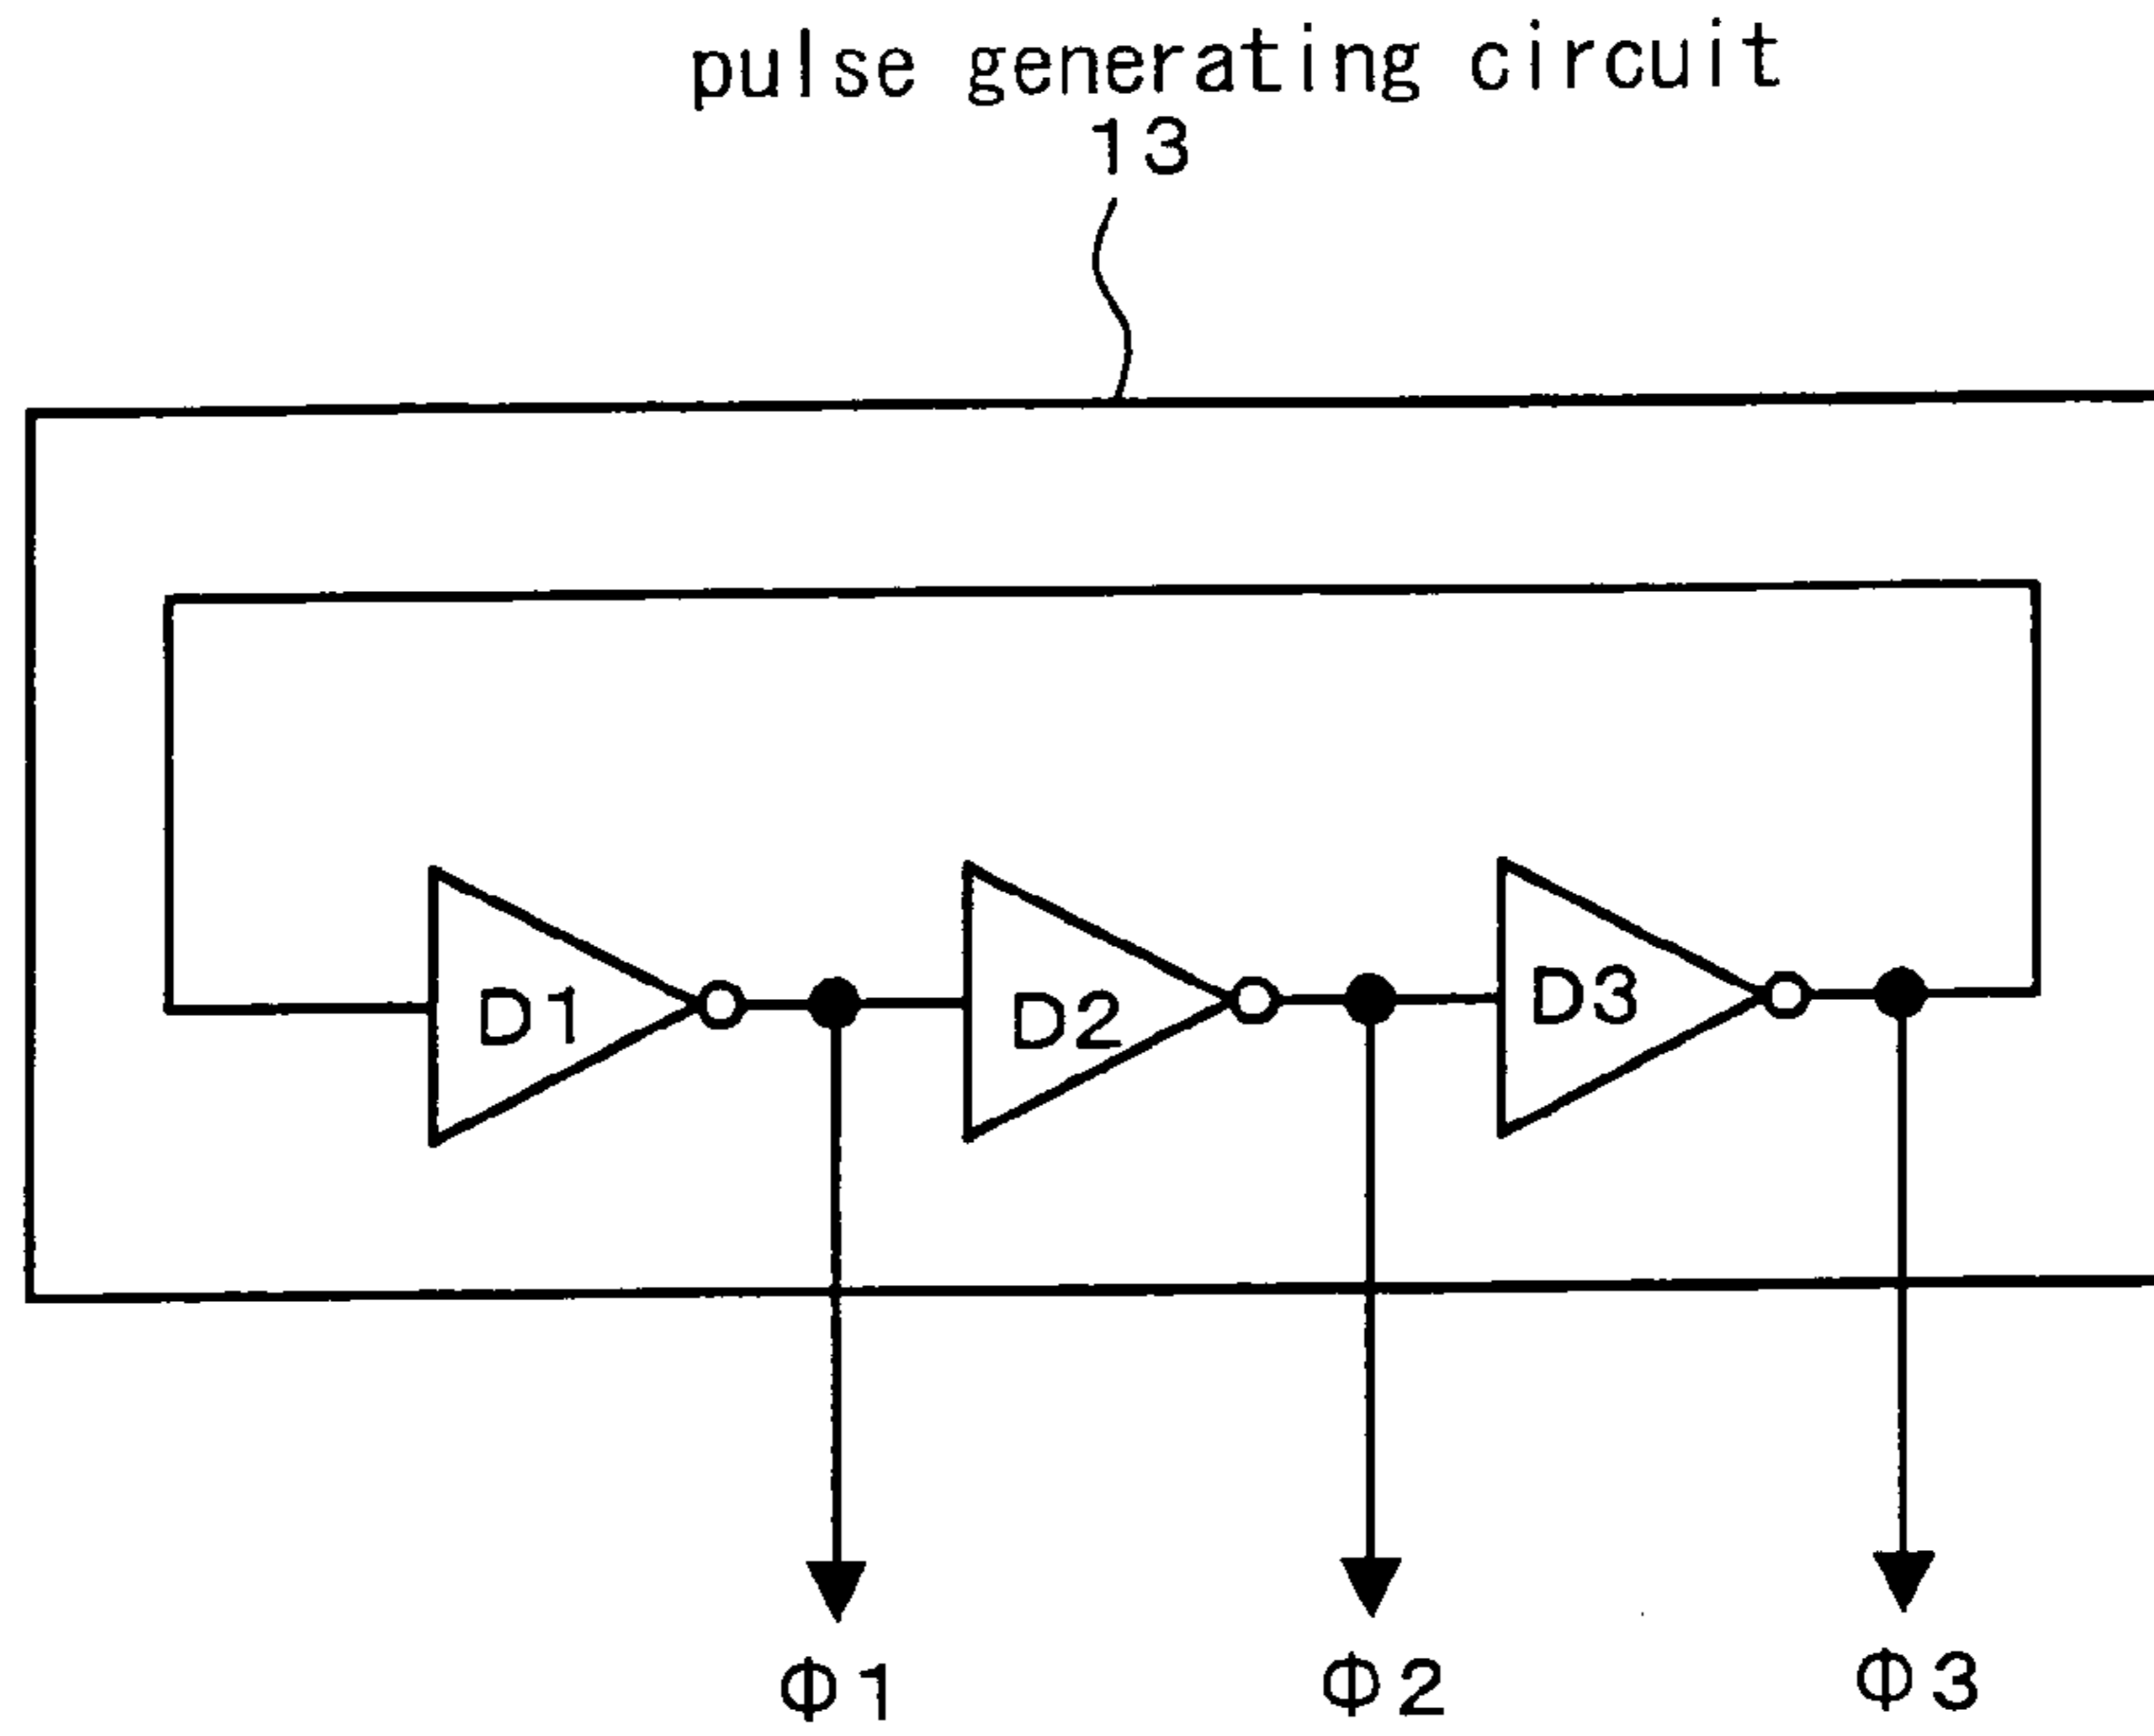 pulse generating circuit
13
D1 D2 D3
Φ1 Φ2 Φ3